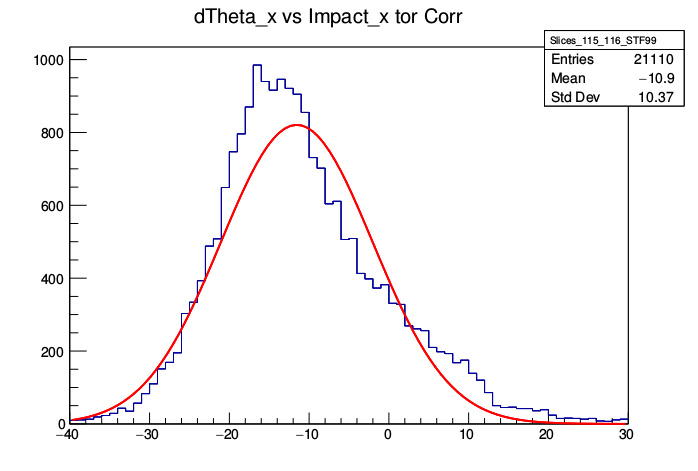 dTheta_x vs Impact_x tor Corr
Slices_115_116_STF99
Entries 21110
Mean −10.9
Std Dev 10.37
1000
800
600
400
200
0
−40 −30 −20 −10 0 10 20 30